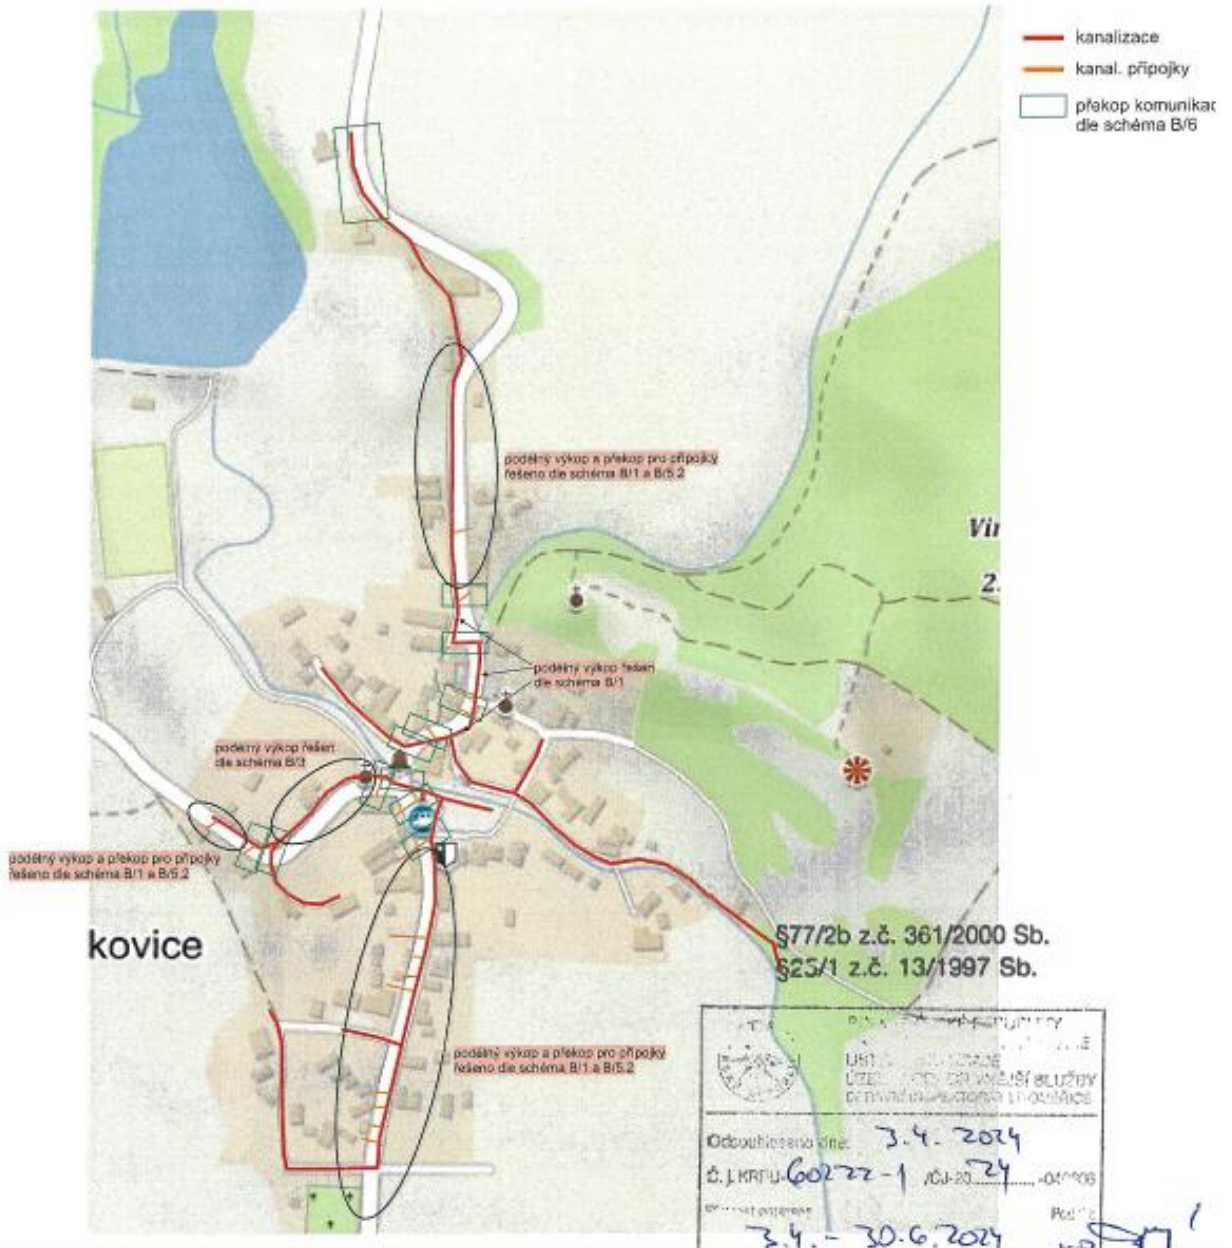 kanalizace
kanal. přípojky
překop komunikac
dle schéma B/6
podélný výkop a překop pro přípojky
řešeno dle schéma B/1 a B/5.2
Vin
2.
podélný výkop řešen
dle schéma B/1
podélný výkop řešen
dle schéma B/3
podélný výkop a překop pro přípojky
řešeno dle schéma B/1 a B/5.2
kovice
§77/2b z.č. 361/2000 Sb.
§25/1 z.č. 13/1997 Sb.
podélný výkop a překop pro přípojky
řešeno dle schéma B/1 a B/5.2
VNĚJŠÍ SLUŽBY
Odsouhlaseno dne: 3.4. 2024
Č.j. KRPU-60222-1 /ČJ-2024
3.4. - 30.6.2024